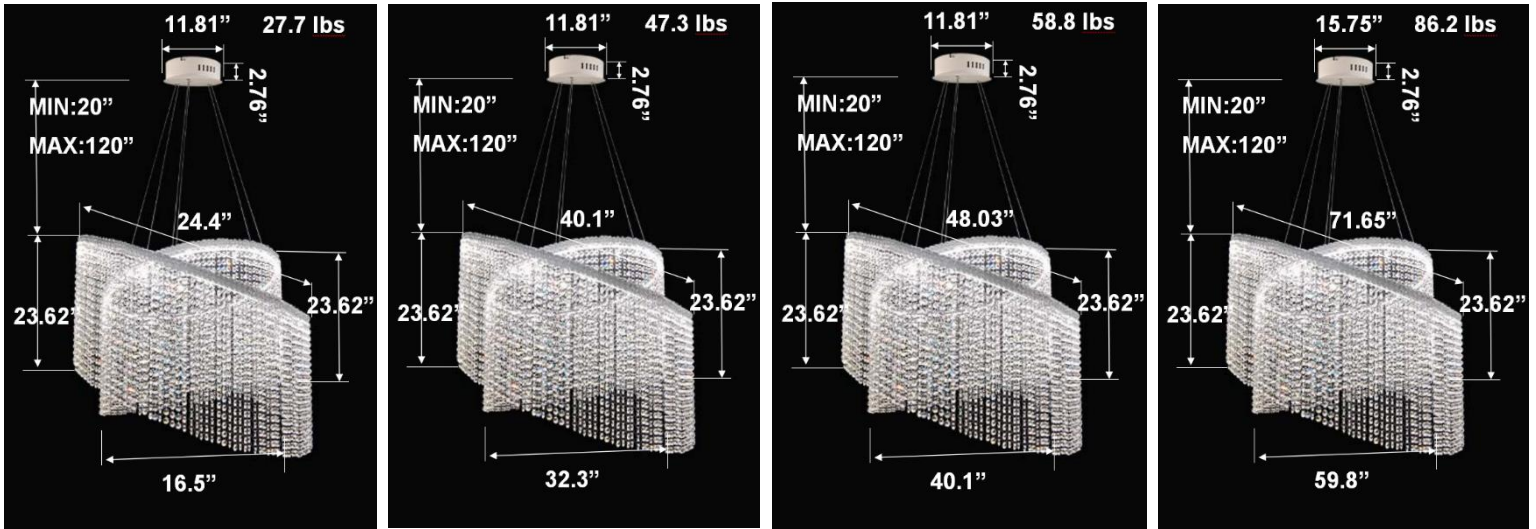 11.81” 27.7 lbs
2.76”
MIN:20”
MAX:120”
24.4”
23.62”
23.62”
16.5”
11.81” 47.3 lbs
2.76”
MIN:20”
MAX:120”
40.1”
23.62”
23.62”
32.3”
11.81” 58.8 lbs
2.76”
MIN:20”
MAX:120”
48.03”
23.62”
23.62”
40.1”
15.75” 86.2 lbs
2.76”
MIN:20”
MAX:120”
71.65”
23.62”
23.62”
59.8”